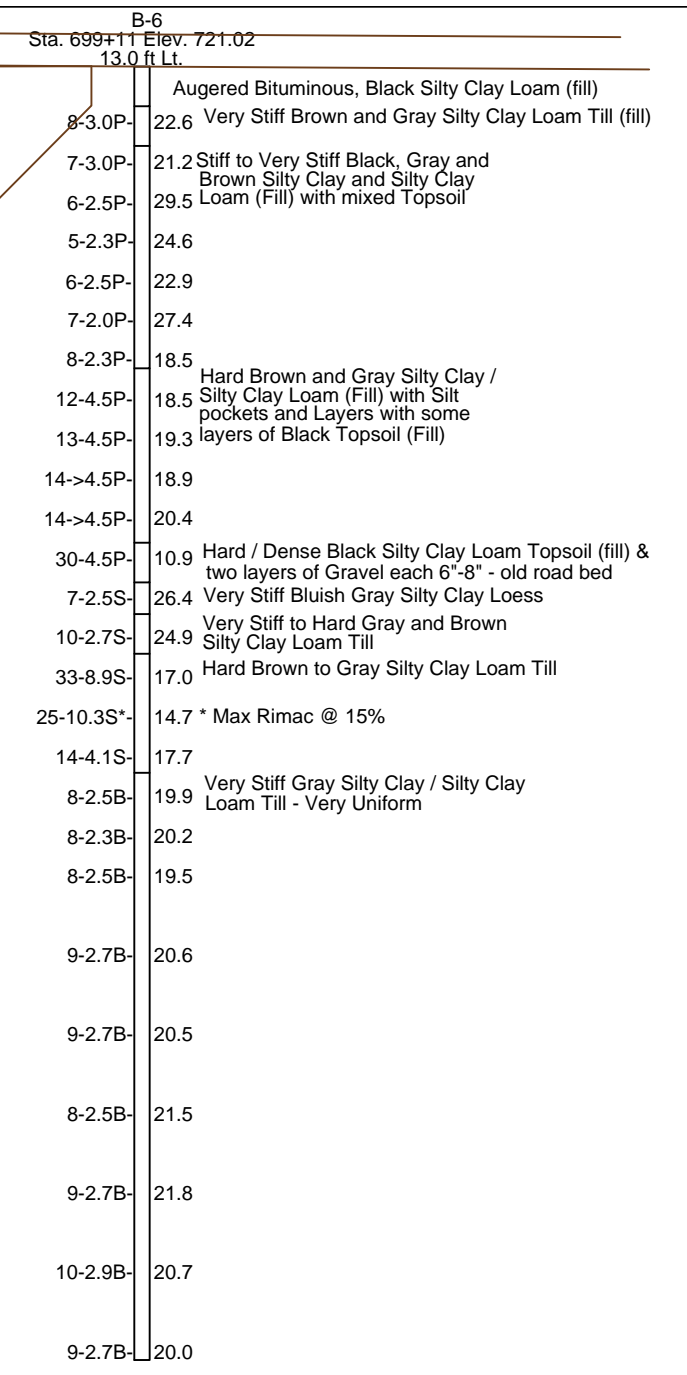 B-6
Sta. 699+11 Elev. 721.02
13.0 ft Lt.
Augered Bituminous, Black Silty Clay Loam (fill)
8-3.0P- 22.6 Very Stiff Brown and Gray Silty Clay Loam Till (fill)
7-3.0P- 21.2 Stiff to Very Stiff Black, Gray and
Brown Silty Clay and Silty Clay
6-2.5P- 29.5 Loam (Fill) with mixed Topsoil
5-2.3P- 24.6
6-2.5P- 22.9
7-2.0P- 27.4
8-2.3P- 18.5
Hard Brown and Gray Silty Clay /
12-4.5P- 18.5 Silty Clay Loam (Fill) with Silt
pockets and Layers with some
13-4.5P- 19.3 layers of Black Topsoil (Fill)
14->4.5P- 18.9
14->4.5P- 20.4
30-4.5P- 10.9 Hard / Dense Black Silty Clay Loam Topsoil (fill) &
two layers of Gravel each 6"-8" - old road bed
7-2.5S- 26.4 Very Stiff Bluish Gray Silty Clay Loess
10-2.7S- 24.9 Very Stiff to Hard Gray and Brown
Silty Clay Loam Till
33-8.9S- 17.0 Hard Brown to Gray Silty Clay Loam Till
25-10.3S*- 14.7 * Max Rimac @ 15%
14-4.1S- 17.7
8-2.5B- 19.9 Very Stiff Gray Silty Clay / Silty Clay
Loam Till - Very Uniform
8-2.3B- 20.2
8-2.5B- 19.5
9-2.7B- 20.6
9-2.7B- 20.5
8-2.5B- 21.5
9-2.7B- 21.8
10-2.9B- 20.7
9-2.7B- 20.0